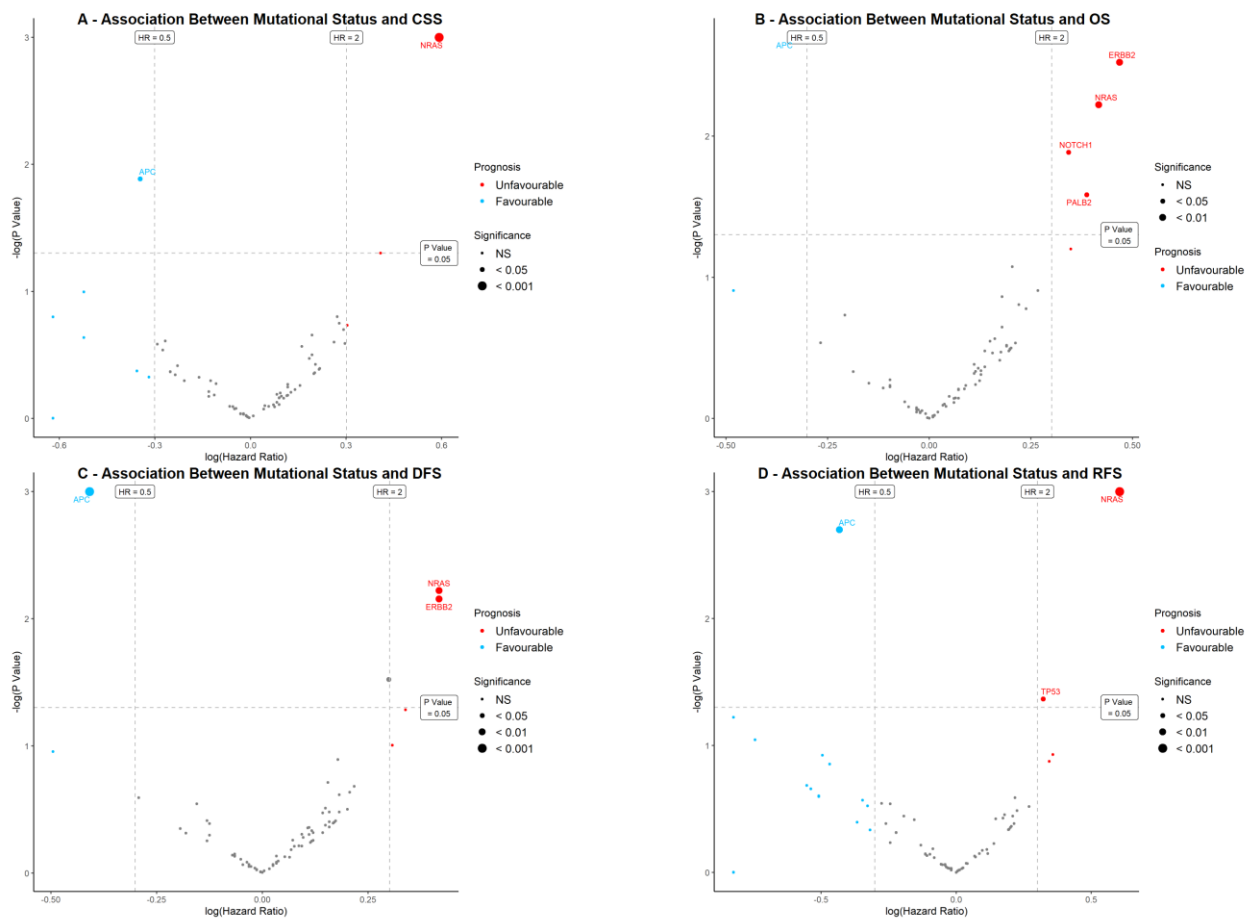 A - Association Between Mutational Status and CSS
HR = 0.5
HR = 2
NRAS
APC
P Value
= 0.05
-log(P Value)
3
2
1
0
-0.6
-0.3
0.0
0.3
0.6
log(Hazard Ratio)
Prognosis
Unfavourable
Favourable
Significance
NS
< 0.05
< 0.001
B - Association Between Mutational Status and OS
APC
HR = 0.5
HR = 2
ERBB2
NRAS
NOTCH1
PALB2
P Value
= 0.05
-log(P Value)
2
1
0
-0.50
-0.25
0.00
0.25
0.50
log(Hazard Ratio)
Significance
NS
< 0.05
< 0.01
Prognosis
Unfavourable
Favourable
C - Association Between Mutational Status and DFS
APC
HR = 0.5
HR = 2
NRAS
ERBB2
P Value
= 0.05
-log(P Value)
3
2
1
0
-0.50
-0.25
0.00
0.25
log(Hazard Ratio)
Prognosis
Unfavourable
Favourable
Significance
NS
< 0.05
< 0.01
< 0.001
D - Association Between Mutational Status and RFS
HR = 0.5
HR = 2
NRAS
APC
TP53
P Value
= 0.05
-log(P Value)
3
2
1
0
-0.5
0.0
0.5
log(Hazard Ratio)
Prognosis
Unfavourable
Favourable
Significance
NS
< 0.05
< 0.01
< 0.001